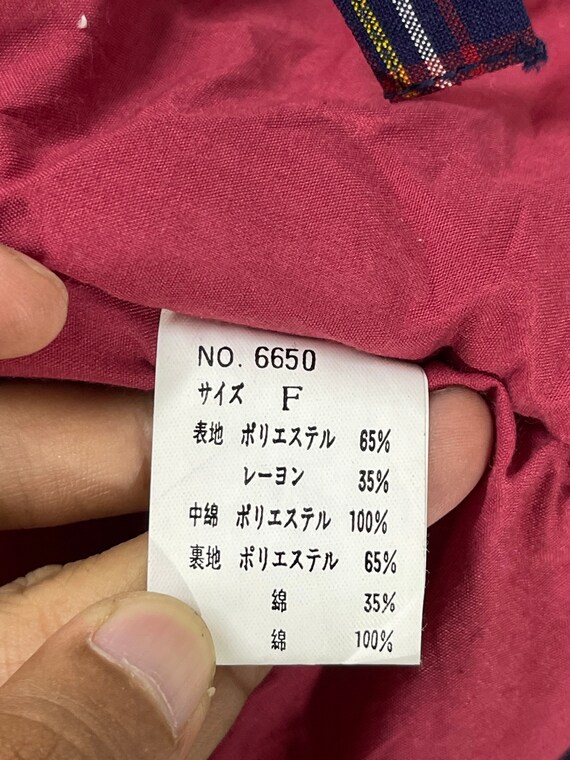 NO. 6650
サイズ F
表地 ポリエステル 65%
レーヨン 35%
中綿 ポリエステル 100%
裏地 ポリエステル 65%
綿 35%
綿 100%